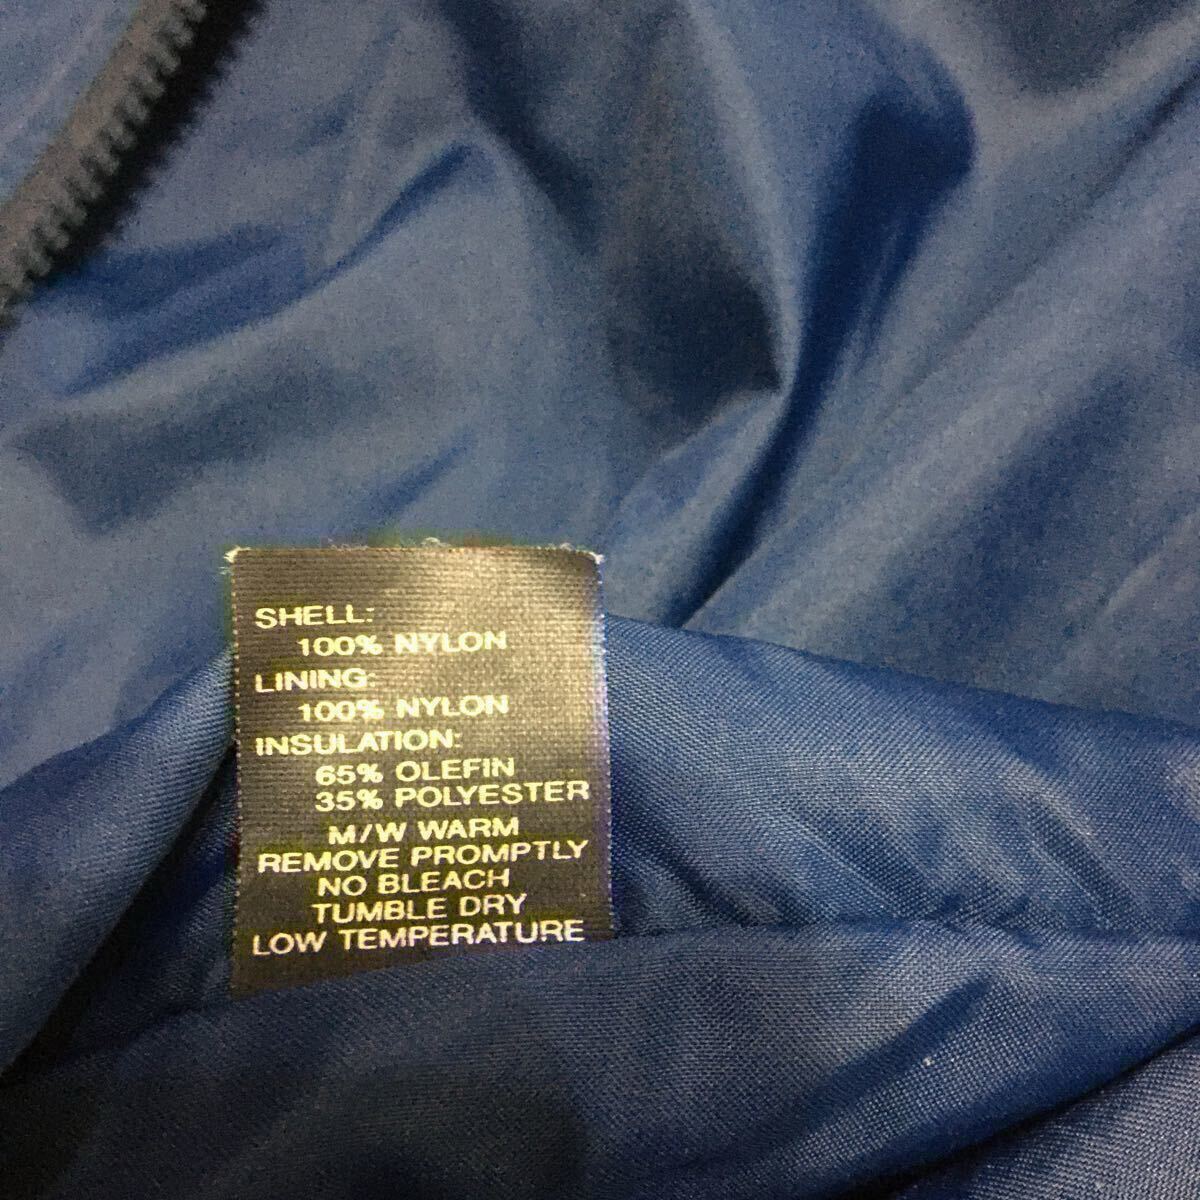 SHELL:
100% NYLON
LINING:
100% NYLON
INSULATION:
65% OLEFIN
35% POLYESTER
M/W WARM
REMOVE PROMPTLY
NO BLEACH
TUMBLE DRY
LOW TEMPERATURE